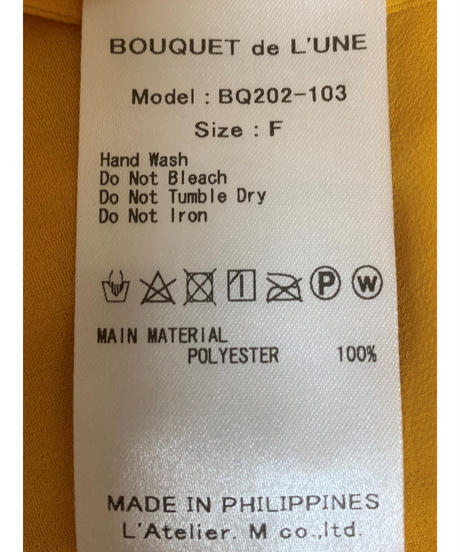 BOUQUET de L'UNE
Model : BQ202-103
Size : F
Hand Wash
Do Not Bleach
Do Not Tumble Dry
Do Not Iron
P W
MAIN MATERIAL
POLYESTER 100%
MADE IN PHILIPPINES
L'Atelier. M co.,ltd.